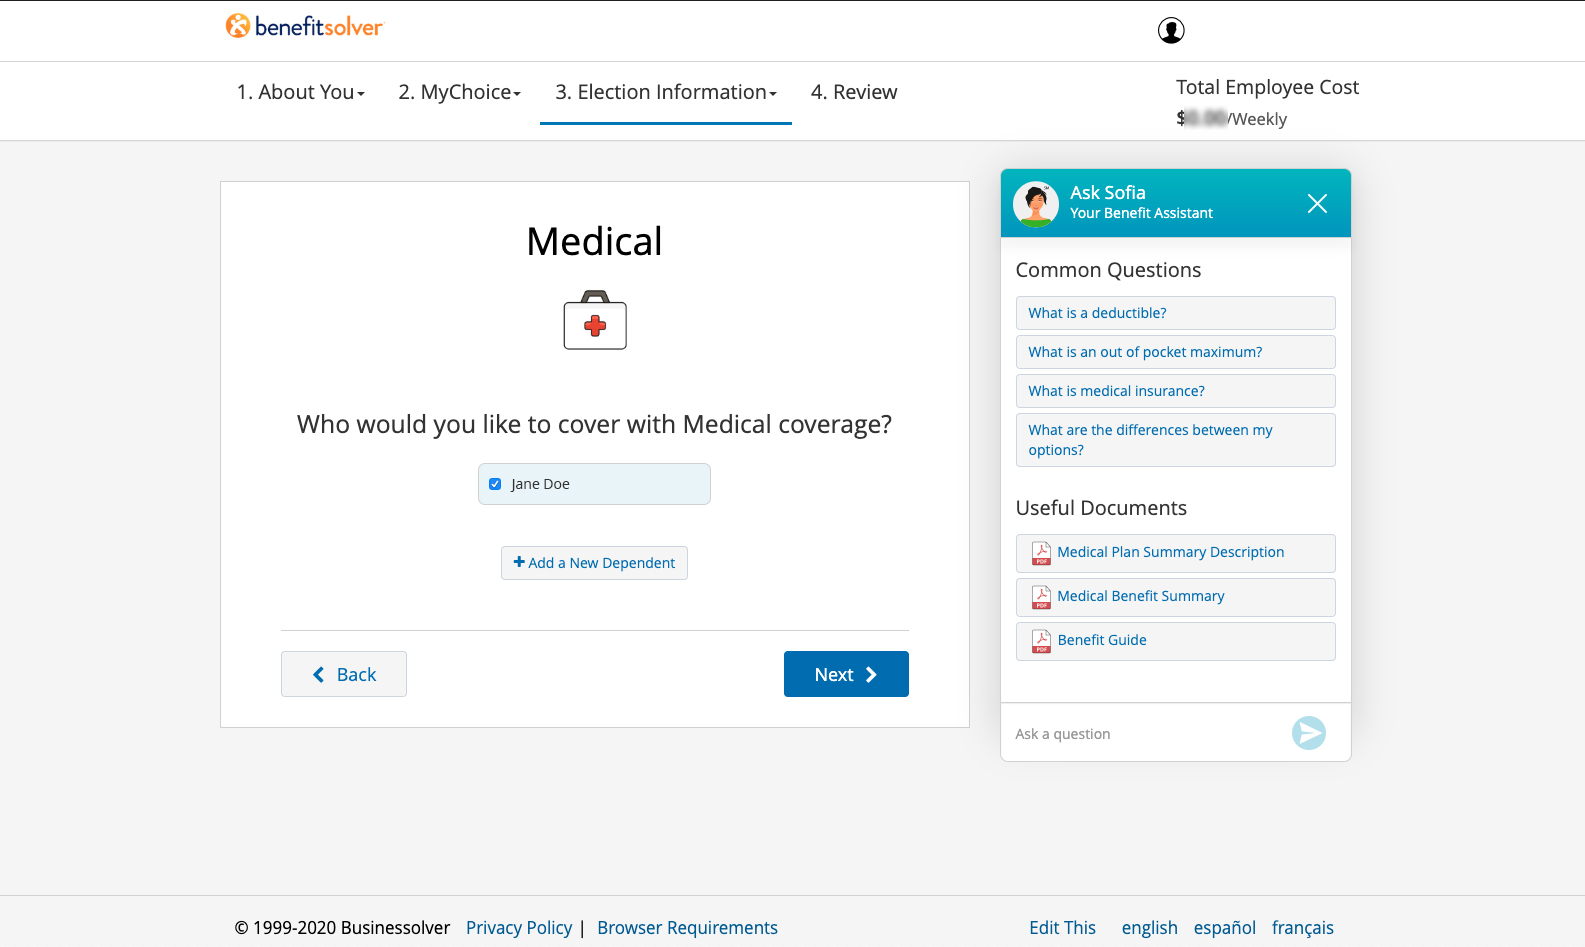 benefitsolver
1. About You
2. MyChoice
3. Election Information
4. Review
Total Employee Cost
$ /Weekly
Medical
Who would you like to cover with Medical coverage?
Jane Doe
+ Add a New Dependent
Back
Next
Ask Sofia
Your Benefit Assistant
Common Questions
What is a deductible?
What is an out of pocket maximum?
What is medical insurance?
What are the differences between my
options?
Useful Documents
PDF Medical Plan Summary Description
PDF Medical Benefit Summary
PDF Benefit Guide
Ask a question
© 1999-2020 Businessolver Privacy Policy | Browser Requirements
Edit This english español français